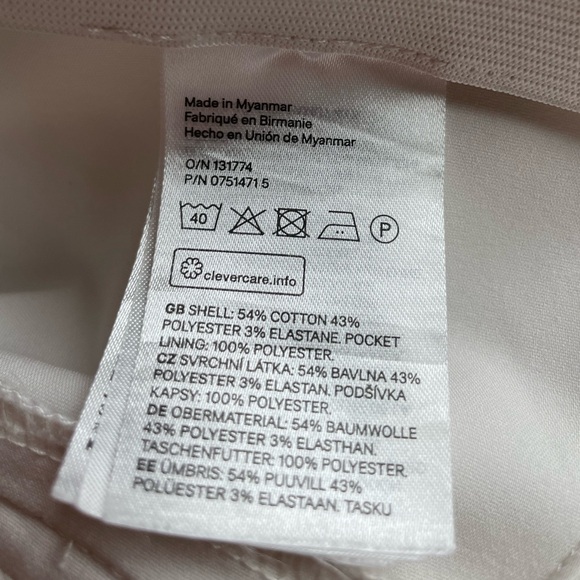 Made in Myanmar
Fabriqué en Birmanie
Hecho en Unión de Myanmar
O/N 131774
P/N 0751471 5
40 P
clevercare.info
GB SHELL: 54% COTTON 43%
POLYESTER 3% ELASTANE. POCKET
LINING: 100% POLYESTER.
CZ SVRCHNÍ LÁTKA: 54% BAVLNA 43%
POLYESTER 3% ELASTAN. PODŠÍVKA
KAPSY: 100% POLYESTER.
DE OBERMATERIAL: 54% BAUMWOLLE
43% POLYESTER 3% ELASTHAN.
TASCHENFUTTER: 100% POLYESTER.
EE ÜMBRIS: 54% PUUVILL 43%
POLÜESTER 3% ELASTAAN. TASKU